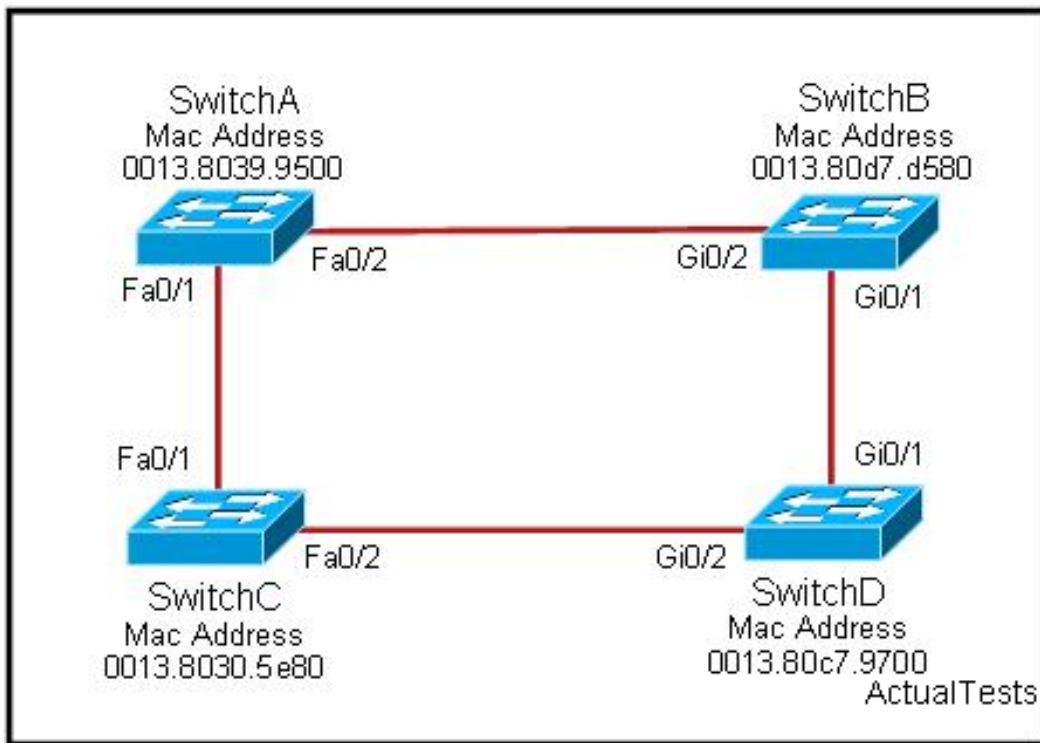 SwitchA
Mac Address
0013.8039.9500
SwitchB
Mac Address
0013.80d7.d580
Fa0/2
Gi0/2
Fa0/1
Gi0/1
Fa0/1
Gi0/1
Fa0/2
Gi0/2
SwitchC
Mac Address
0013.8030.5e80
SwitchD
Mac Address
0013.80c7.9700
ActualTests